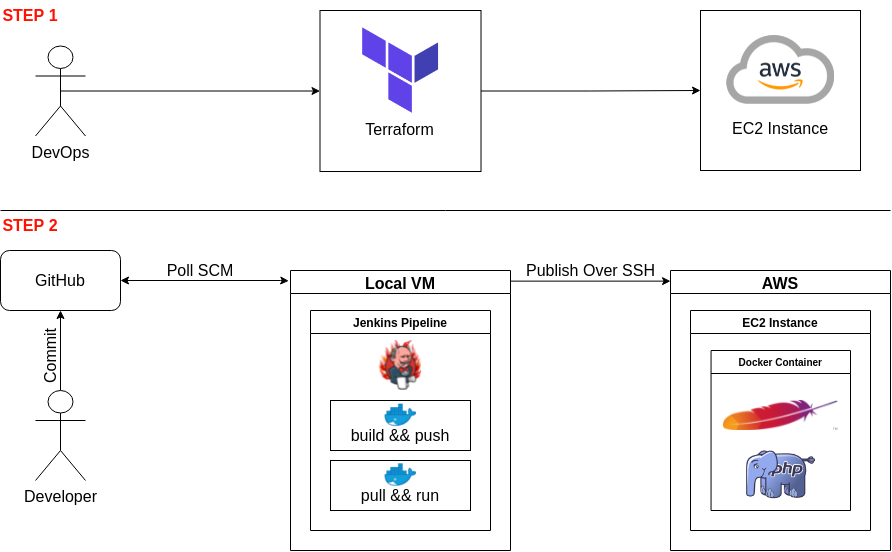 STEP 1
DevOps
Terraform
aws
EC2 Instance
STEP 2
GitHub
Poll SCM
Commit
Developer
Local VM
Jenkins Pipeline
build && push
pull && run
Publish Over SSH
AWS
EC2 Instance
Docker Container
php